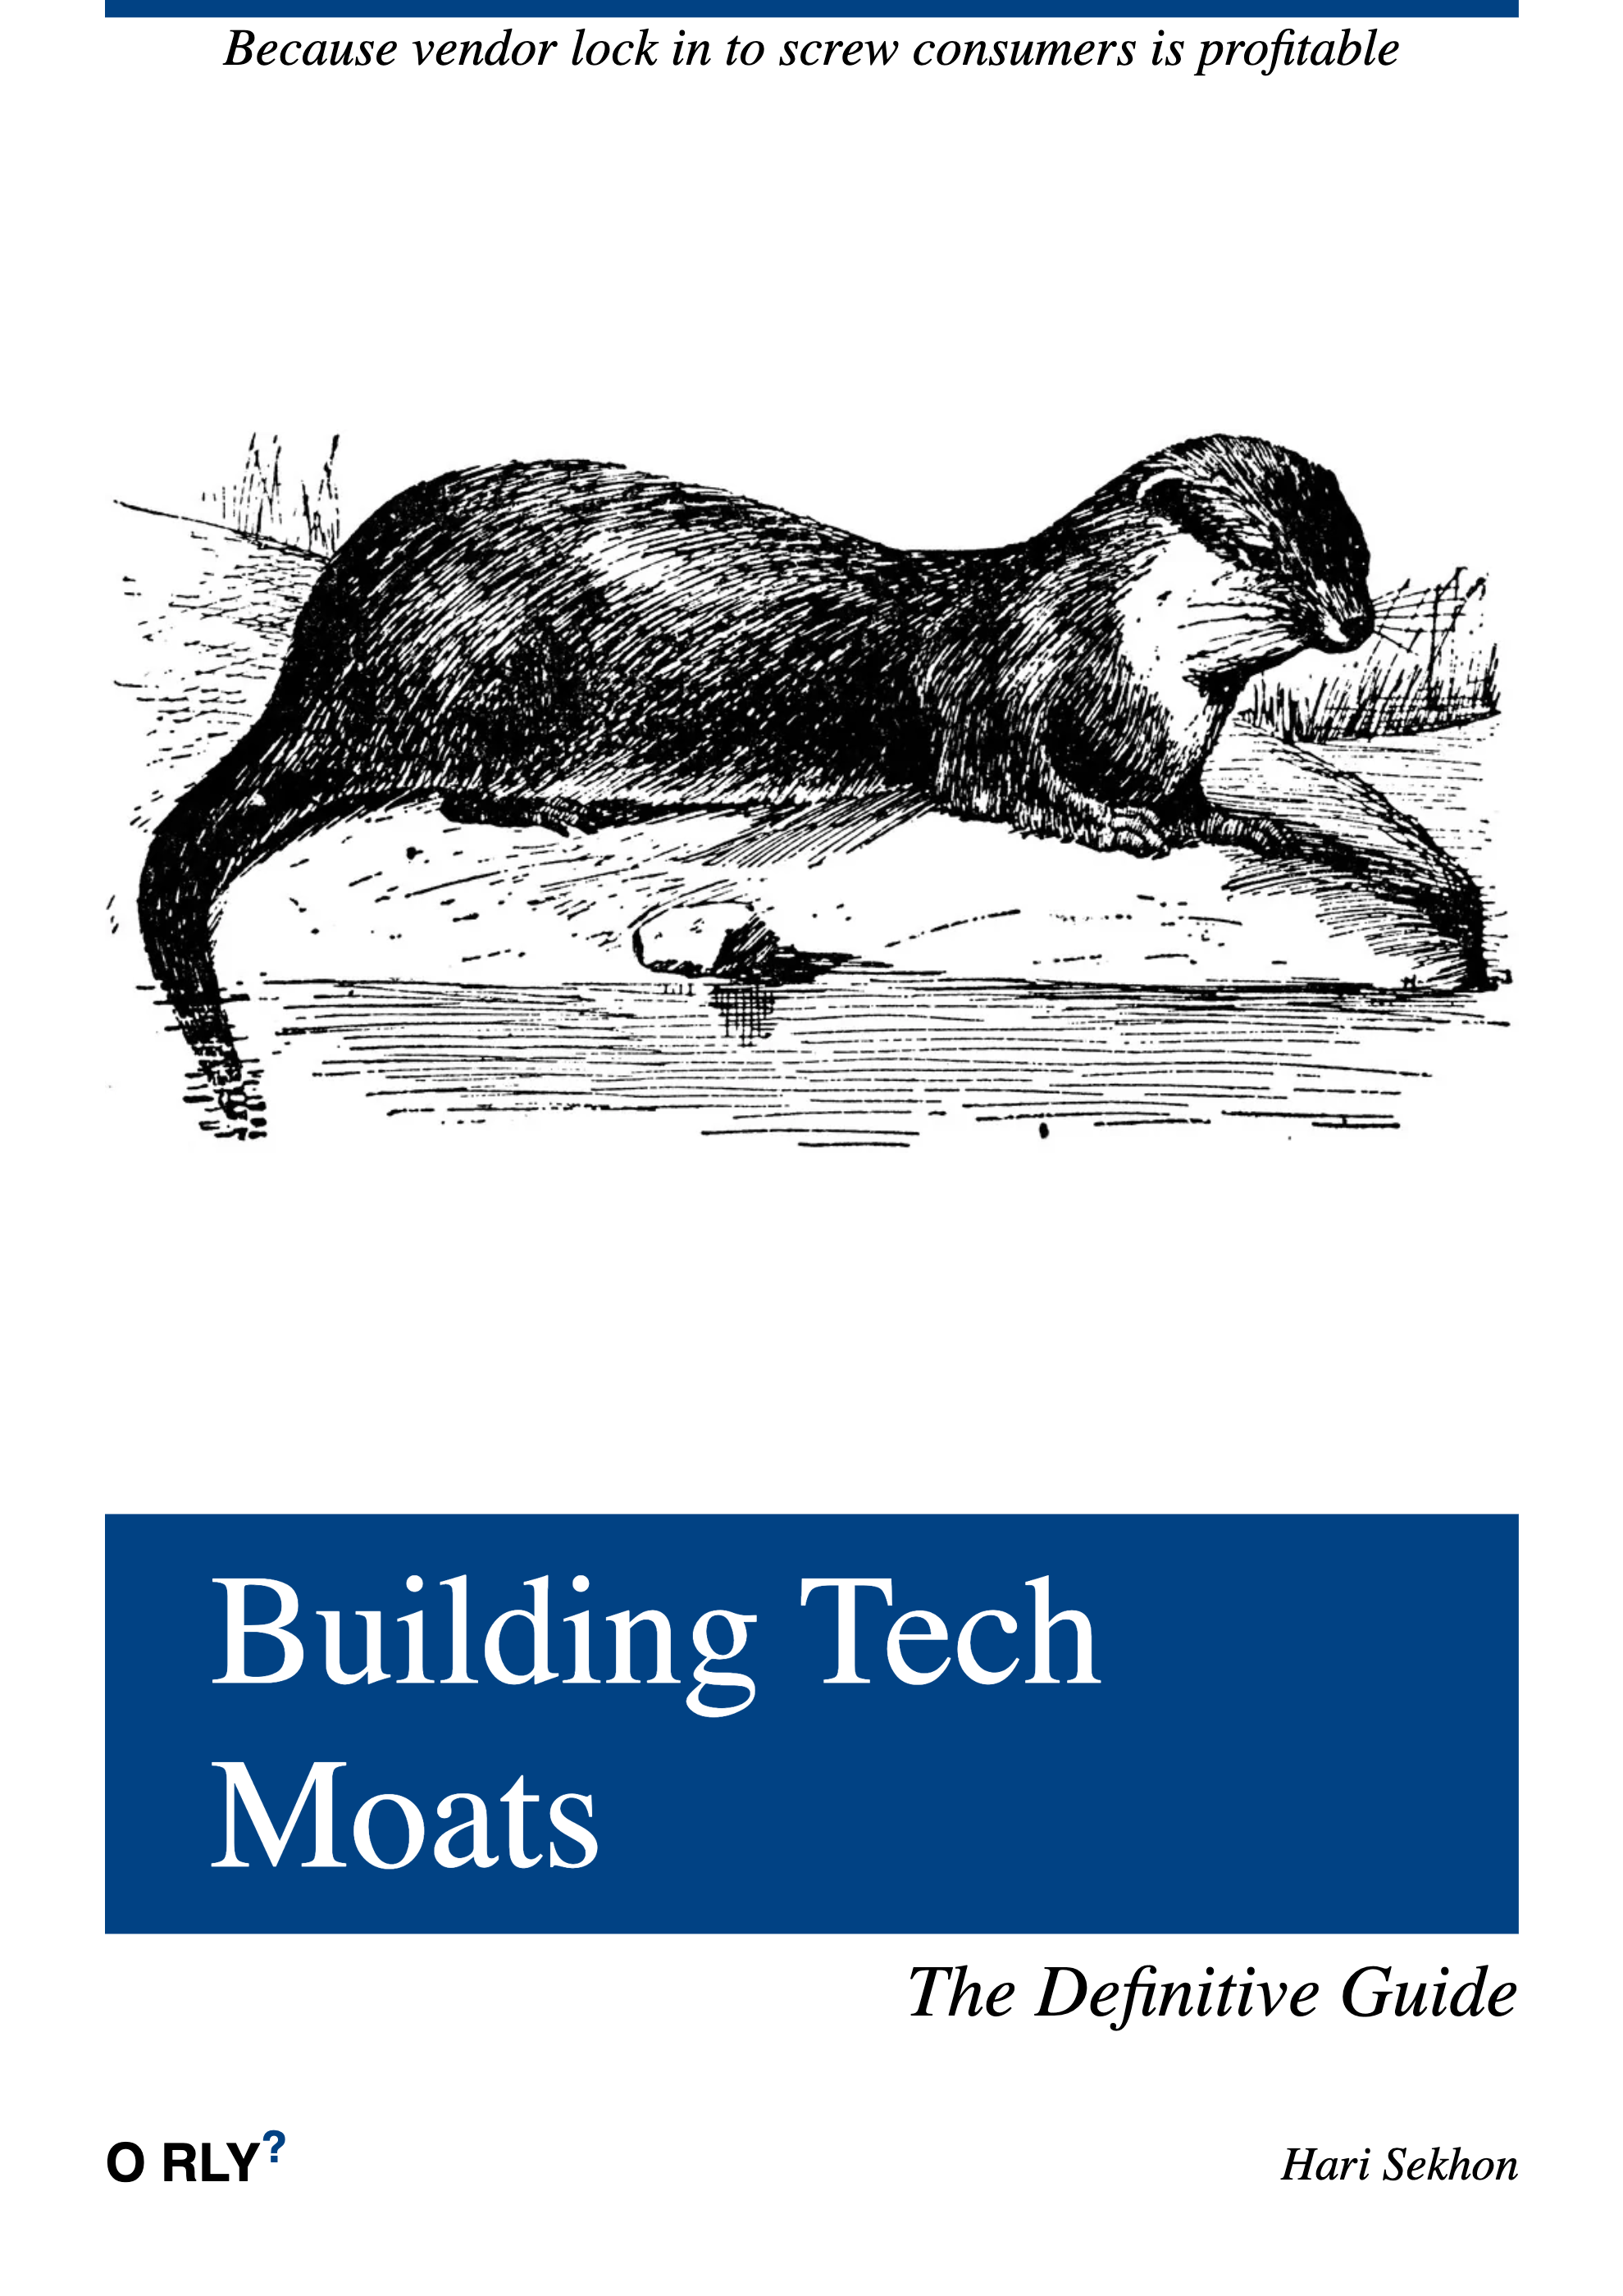 Because vendor lock in to screw consumers is profitable
Building Tech
Moats
The Definitive Guide
O RLY?
Hari Sekhon